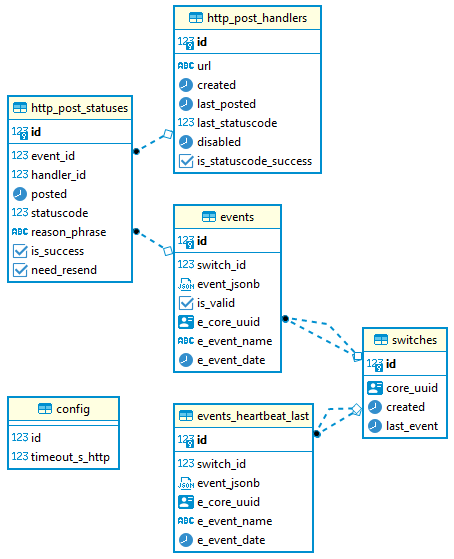 http_post_handlers
123 id
ABC url
created
last_posted
123 last_statuscode
disabled
is_statuscode_success
http_post_statuses
123 id
123 event_id
123 handler_id
posted
123 statuscode
ABC reason_phrase
is_success
need_resend
events
123 id
123 switch_id
JSON event_jsonb
is_valid
e_core_uuid
ABC e_event_name
e_event_date
switches
123 id
core_uuid
created
last_event
config
123 id
123 timeout_s_http
events_heartbeat_last
123 id
123 switch_id
JSON event_jsonb
e_core_uuid
ABC e_event_name
e_event_date